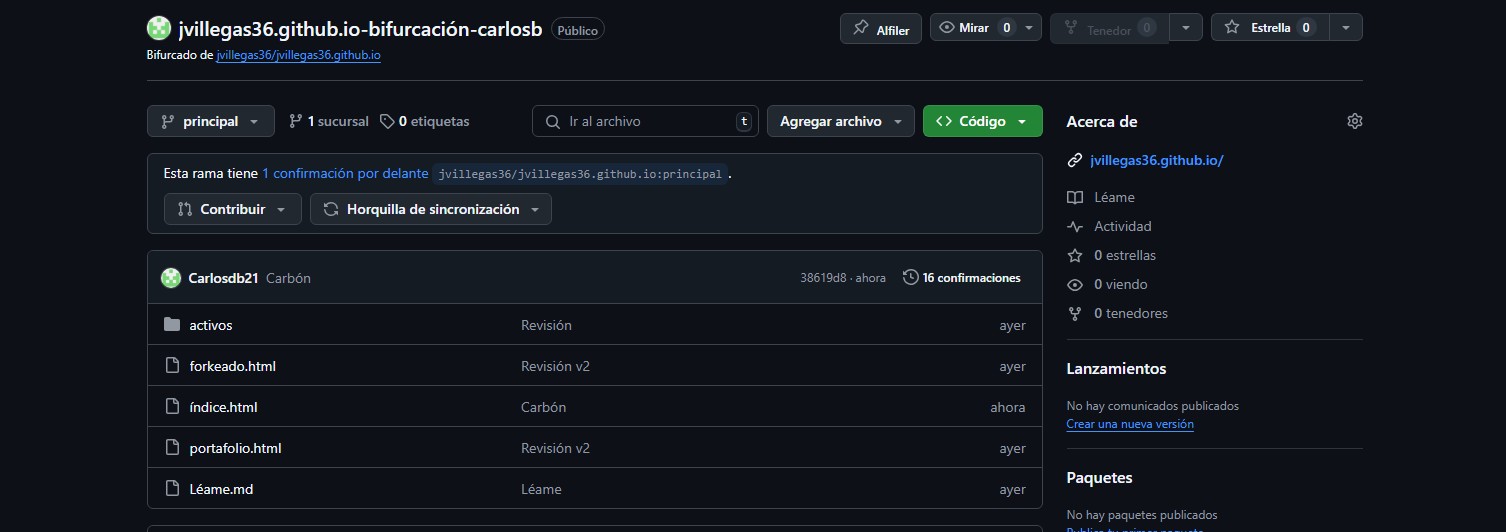 jvillegas36.github.io-bifurcación-carlosb Público
Alfiler
Mirar 0
Tenedor 0
Estrella 0
Bifurcado de jvillegas36/jvillegas36.github.io
principal
1 sucursal
0 etiquetas
Ir al archivo t
Agregar archivo
Código
Esta rama tiene 1 confirmación por delante jvillegas36/jvillegas36.github.io:principal .
Contribuir
Horquilla de sincronización
Carlosdb21 Carbón 38619d8 · ahora 16 confirmaciones
activos Revisión ayer
forkeado.html Revisión v2 ayer
índice.html Carbón ahora
portafolio.html Revisión v2 ayer
Léame.md Léame ayer
Acerca de
jvillegas36.github.io/
Léame
Actividad
0 estrellas
0 viendo
0 tenedores
Lanzamientos
No hay comunicados publicados
Crear una nueva versión
Paquetes
No hay paquetes publicados
Publica tu primer paquete